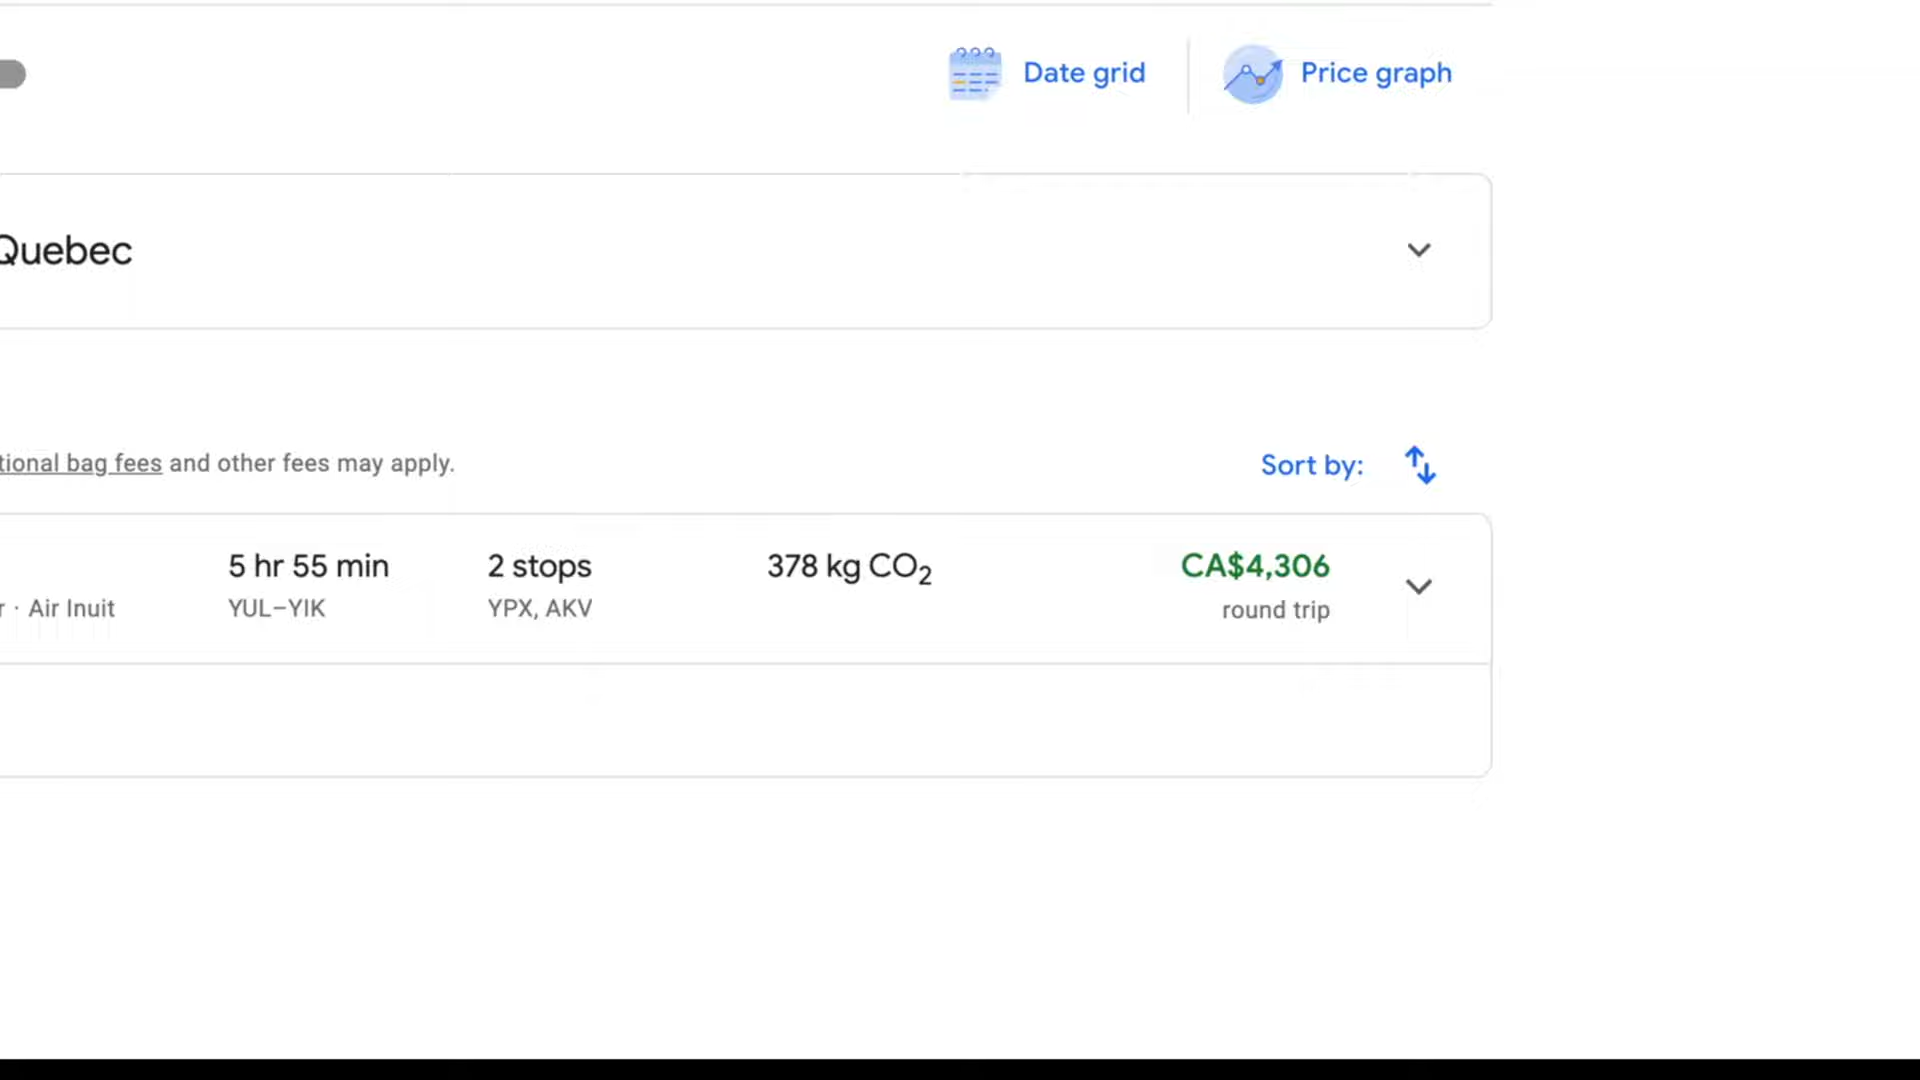 Date grid
Price graph
Quebec
tional bag fees and other fees may apply.
Sort by:
5 hr 55 min
2 stops
378 kg CO₂
CA$4,306
r · Air Inuit
YUL–YIK
YPX, AKV
round trip